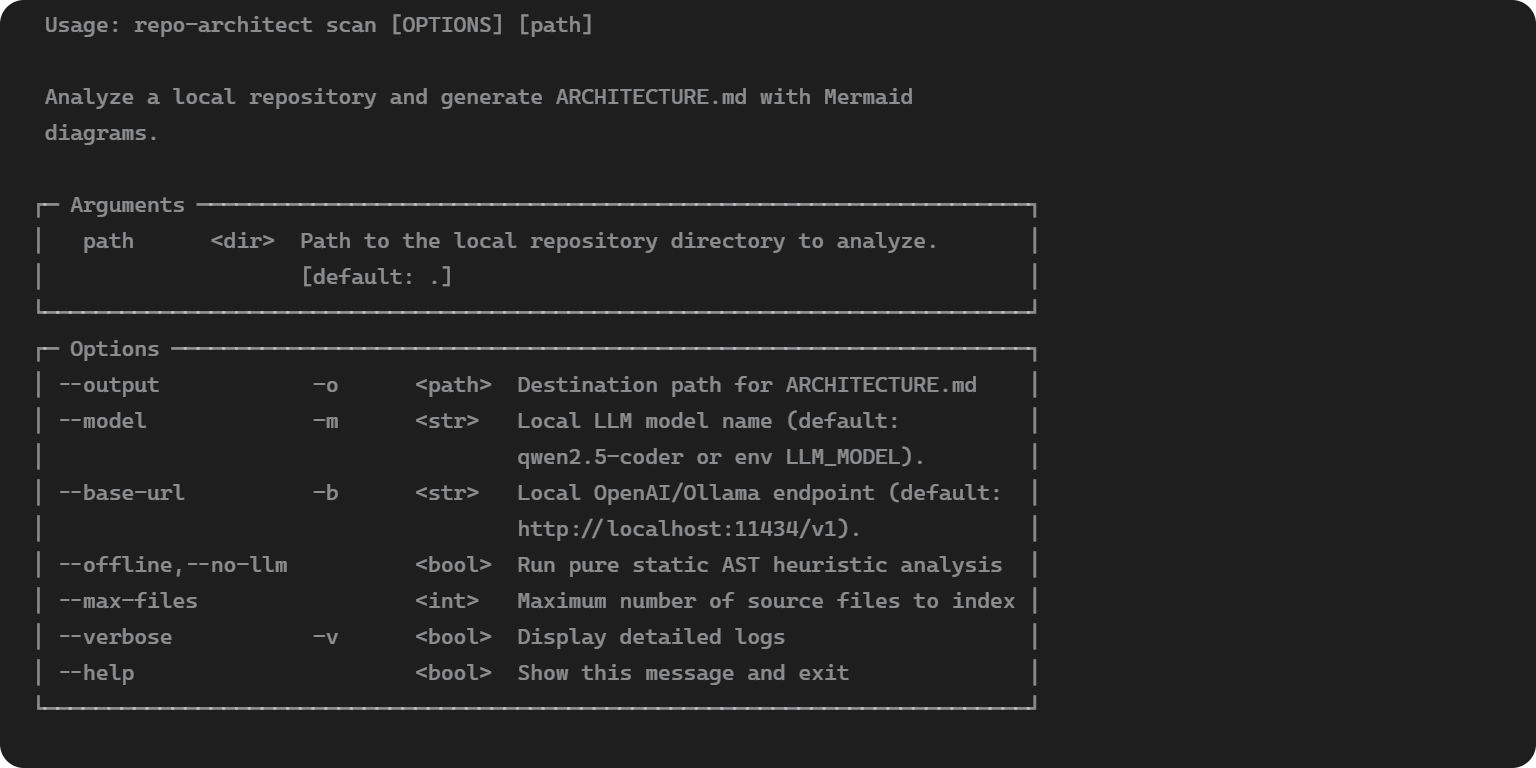 Usage: repo-architect scan [OPTIONS] [path]
Analyze a local repository and generate ARCHITECTURE.md with Mermaid
diagrams.
Arguments
path <dir> Path to the local repository directory to analyze.
[default: .]
Options
--output -o <path> Destination path for ARCHITECTURE.md
--model -m <str> Local LLM model name (default:
qwen2.5-coder or env LLM_MODEL).
--base-url -b <str> Local OpenAI/Ollama endpoint (default:
http://localhost:11434/v1).
--offline,--no-llm <bool> Run pure static AST heuristic analysis
--max-files <int> Maximum number of source files to index
--verbose -v <bool> Display detailed logs
--help <bool> Show this message and exit